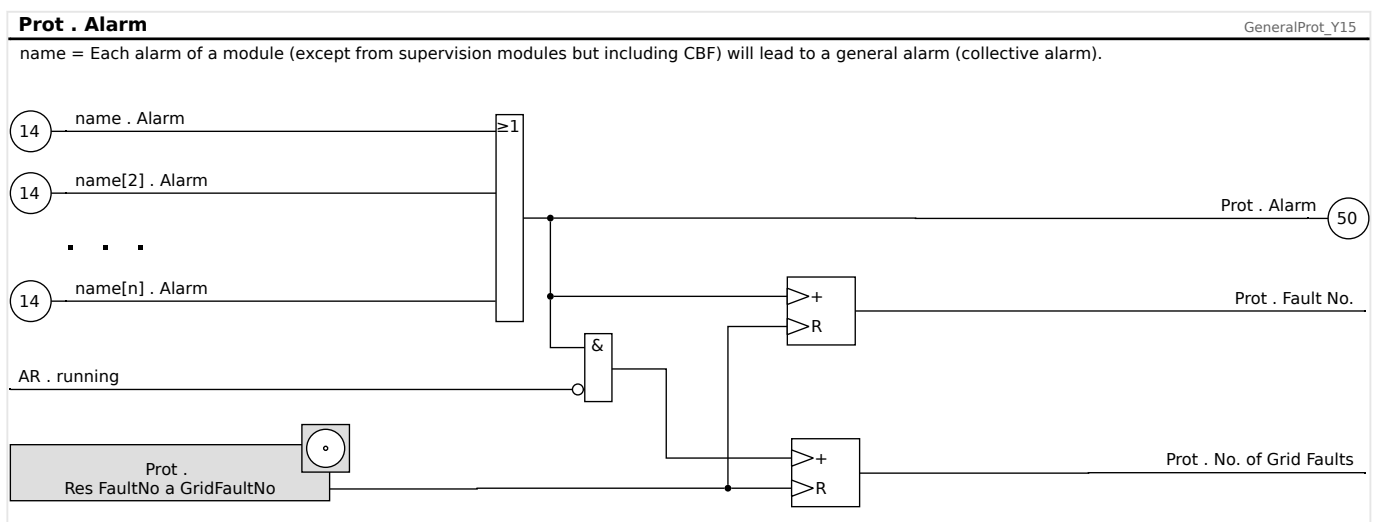 Prot . Alarm
GeneralProt_Y15
name = Each alarm of a module (except from supervision modules but including CBF) will lead to a general alarm (collective alarm).
14
name . Alarm
≥1
14
name[2] . Alarm
Prot . Alarm
50
. . .
14
name[n] . Alarm
+
R
Prot . Fault No.
&
AR . running
Prot .
Res FaultNo a GridFaultNo
+
R
Prot . No. of Grid Faults